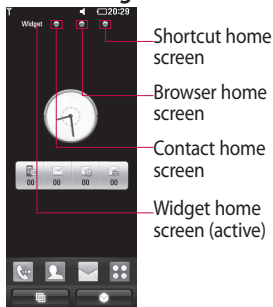 20:29
Widget
00 00 00 00
Shortcut home
screen
Browser home
screen
Contact home
screen
Widget home
screen (active)